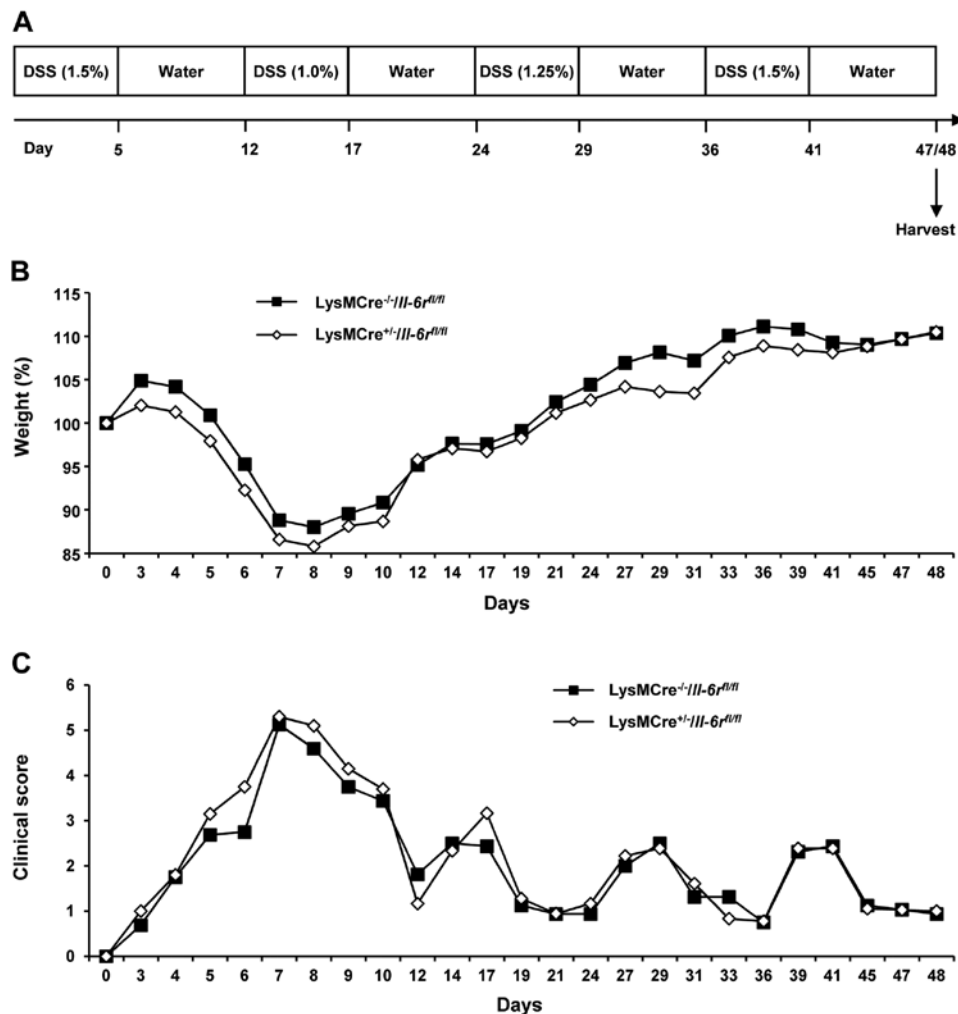 A
DSS (1.5%) Water DSS (1.0%) Water DSS (1.25%) Water DSS (1.5%) Water
Day 5 12 17 24 29 36 41 47/48
Harvest
B
115
110
105
100
95
90
85
Weight (%)
LysMCre-/-/Il-6rfl/fl
LysMCre+/-/Il-6rfl/fl
0 3 4 5 6 7 8 9 10 12 14 17 19 21 24 27 29 31 33 36 39 41 45 47 48
Days
C
6
5
4
3
2
1
0
Clinical score
LysMCre-/-/Il-6rfl/fl
LysMCre+/-/Il-6rfl/fl
0 3 4 5 6 7 8 9 10 12 14 17 19 21 24 27 29 31 33 36 39 41 45 47 48
Days